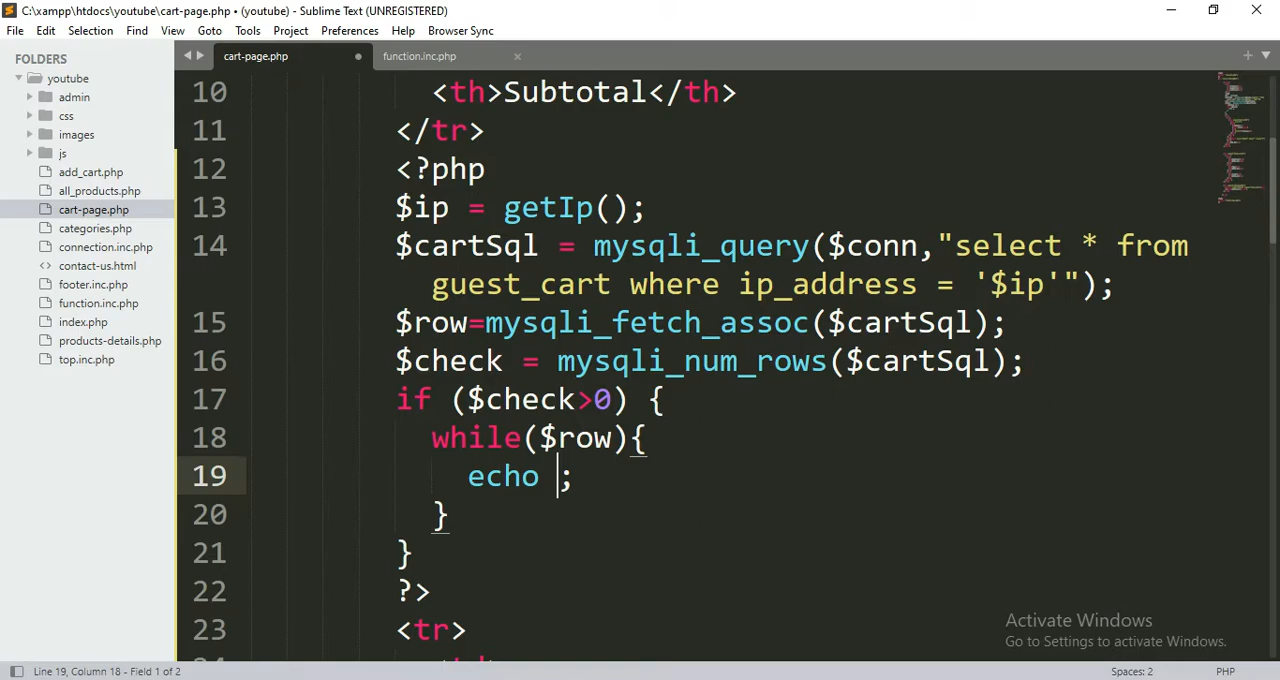 C:\xampp\htdocs\youtube\cart-page.php • (youtube) - Sublime Text (UNREGISTERED)
File Edit Selection Find View Goto Tools Project Preferences Help Browser Sync
FOLDERS
youtube
admin
css
images
js
add_cart.php
all_products.php
cart-page.php
categories.php
connection.inc.php
contact-us.html
footer.inc.php
function.inc.php
index.php
products-details.php
top.inc.php
cart-page.php function.inc.php
10 <th>Subtotal</th>
11 </tr>
12 <?php
13 $ip = getIp();
14 $cartSql = mysqli_query($conn,"select * from
guest_cart where ip_address = '$ip'");
15 $row=mysqli_fetch_assoc($cartSql);
16 $check = mysqli_num_rows($cartSql);
17 if ($check>0) {
18 while($row){
19 echo ;
20 }
21 }
22 ?>
23 <tr>
Activate Windows
Go to Settings to activate Windows.
Line 19, Column 18 - Field 1 of 2
Spaces: 2
PHP